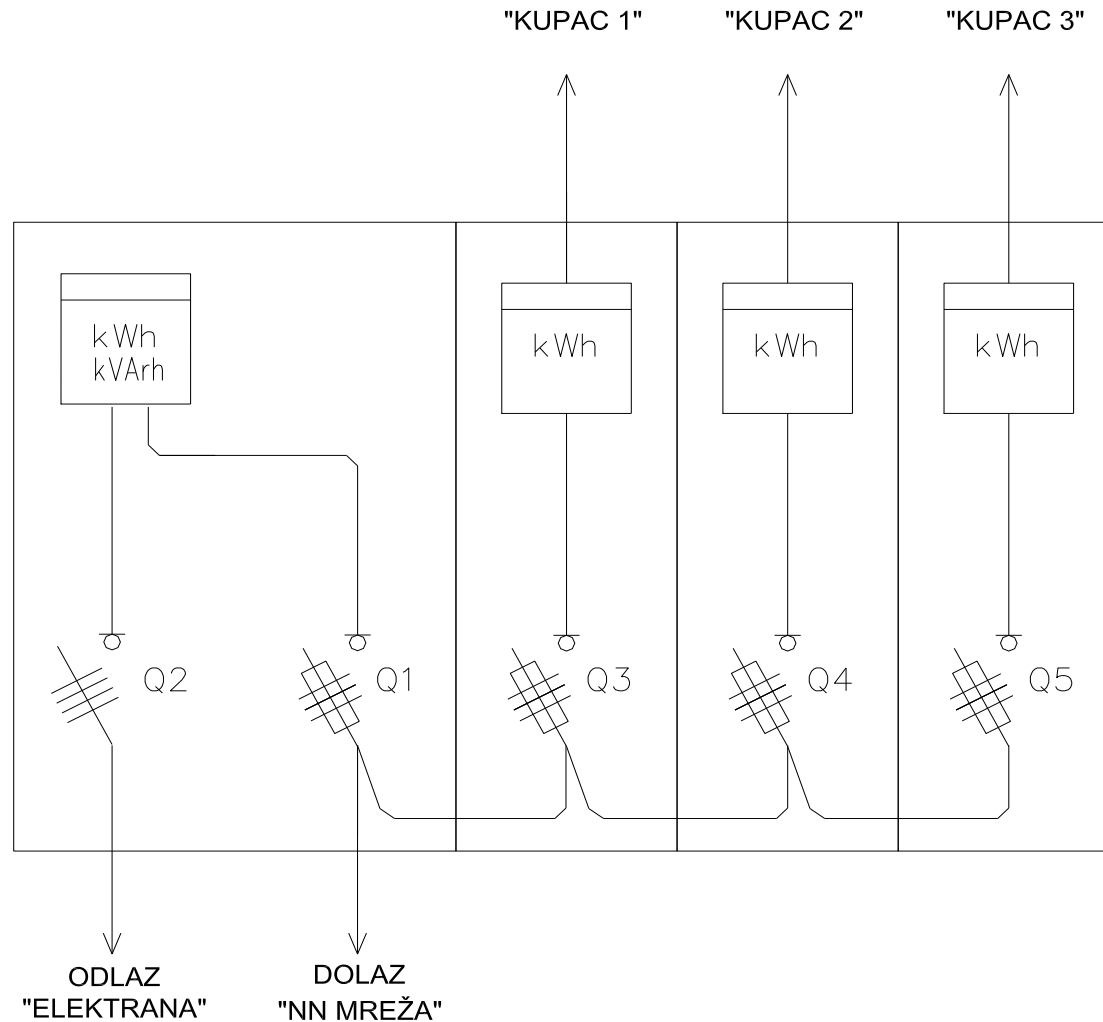 "KUPAC 1"
"KUPAC 2"
"KUPAC 3"
kWh
kVArh
kWh
kWh
kWh
Q2
Q1
Q3
Q4
Q5
ODLAZ
"ELEKTRANA"
DOLAZ
"NN MREŽA"